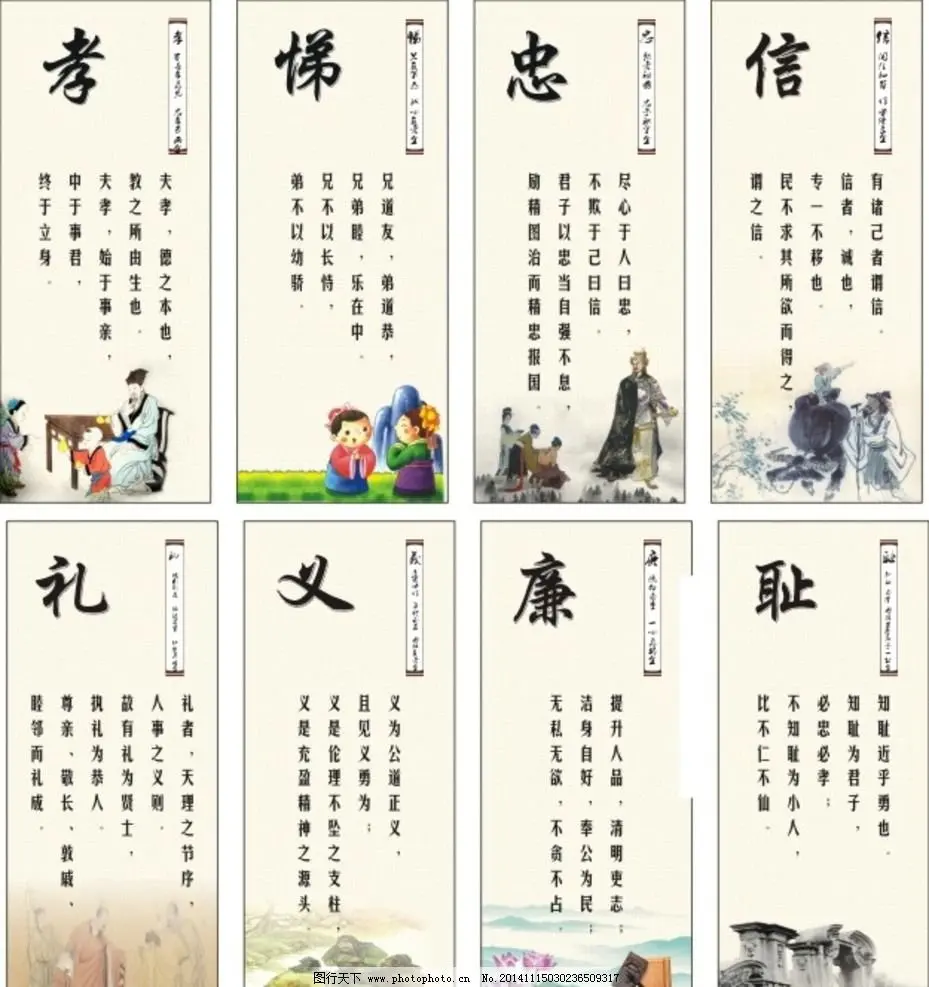 孝
夫孝，德之本也，
教之所由生也。
夫孝，始于事亲，
中于事君，
终于立身。
悌
兄道友，弟道恭，
兄弟睦，乐在中。
兄不以长恃，
弟不以幼骄。
忠
尽心于人曰忠，
不欺于己曰信。
君子以忠当自强不息，
励精图治而精忠报国。
信
有诸己者谓信。
信者，诚也，
专一不移也。
民不求其所欲而得之，
谓之信。
礼
礼者，天理之节序，
人事之义则。
故有礼为贤士，
执礼为恭人。
尊亲、敬长、敦戚、
睦邻而礼成。
义
义为公道正义，
且见义勇为；
义是伦理不坠之支柱，
义是充盈精神之源头
廉
提升人品，清明更志；
洁身自好，奉公为民；
无私无欲，不贪不占
耻
知耻近乎勇也。
知耻为君子，
必忠必孝；
不知耻为小人，
比不仁不仙。
图行天下 www.photophoto.cn No.20141115030236509317